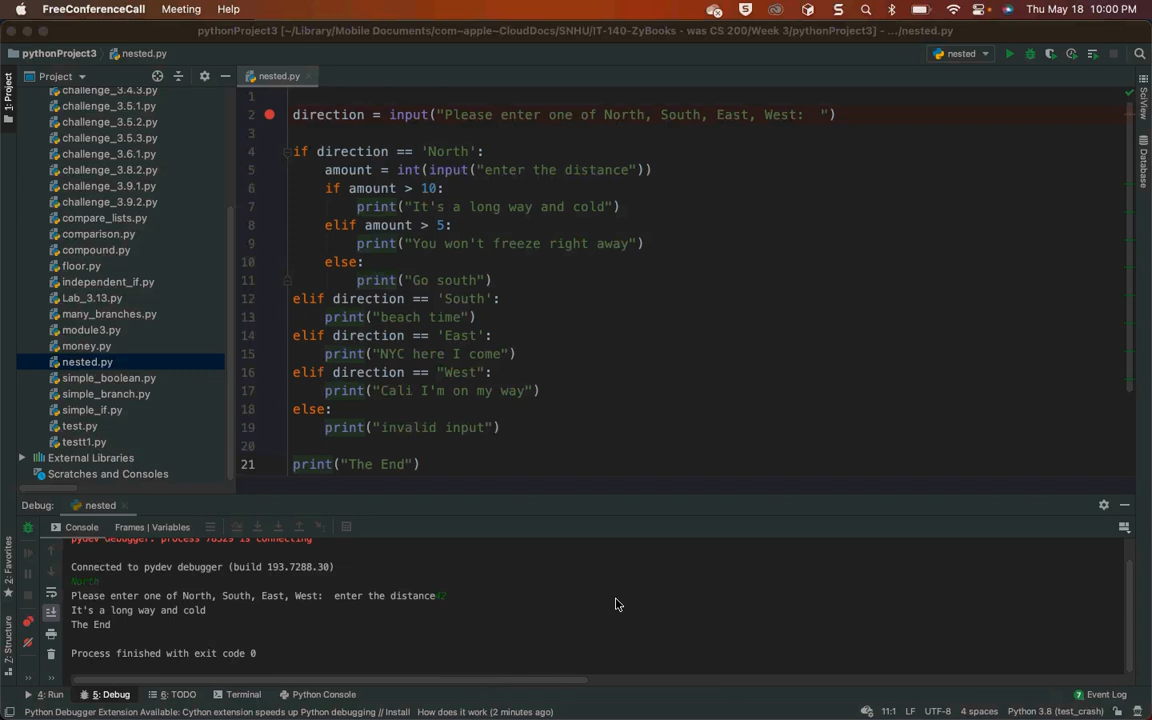 FreeConferenceCall Meeting Help Thu May 18 10:00 PM
pythonProject3 [~/Library/Mobile Documents/com~apple~CloudDocs/SNHU/IT-140-ZyBooks - was CS 300/Week 3/pythonProject3] - .../nested.py
pythonProject3 nested.py nested
Project
nested.py
challenge_3.4.3.py
challenge_3.5.1.py
challenge_3.5.2.py
challenge_3.5.3.py
challenge_3.6.1.py
challenge_3.8.2.py
challenge_3.9.1.py
challenge_3.9.2.py
compare_lists.py
comparison.py
compound.py
floor.py
independent_if.py
Lab_3.13.py
many_branches.py
module3.py
money.py
nested.py
simple_boolean.py
simple_branch.py
simple_if.py
test.py
testt1.py
External Libraries
Scratches and Consoles
1
2 direction = input("Please enter one of North, South, East, West:  ")
3
4 if direction == 'North':
5 amount = int(input("enter the distance"))
6 if amount > 10:
7 print("It's a long way and cold")
8 elif amount > 5:
9 print("You won't freeze right away")
10 else:
11 print("Go south")
12 elif direction == 'South':
13 print("beach time")
14 elif direction == 'East':
15 print("NYC here I come")
16 elif direction == "West":
17 print("Cali I'm on my way")
18 else:
19 print("invalid input")
20
21 print("The End")
1: Project
2: Favorites
7: Structure
SciView
Database
Debug: nested
Console Frames | Variables
pydev debugger: process 78529 is connecting
Connected to pydev debugger (build 193.7288.30)
North
Please enter one of North, South, East, West:  enter the distance42
It's a long way and cold
The End
Process finished with exit code 0
4: Run 5: Debug 6: TODO Terminal Python Console Event Log
Python Debugger Extension Available: Cython extension speeds up Python debugging // Install How does it work (2 minutes ago) 11:1 LF UTF-8 4 spaces Python 3.8 (test_crash)